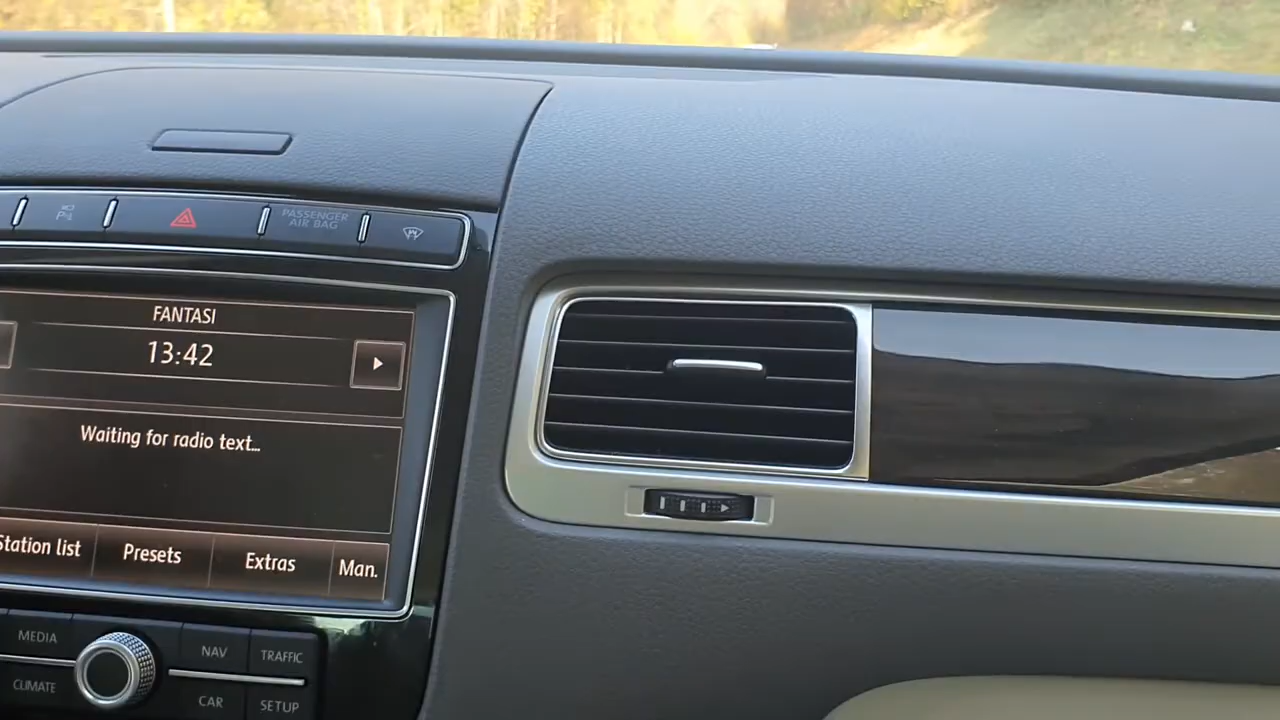 P
PASSENGER
AIR BAG
FANTASI
13:42
Waiting for radio text...
Station list
Presets
Extras
Man.
MEDIA
NAV
TRAFFIC
CLIMATE
CAR
SETUP